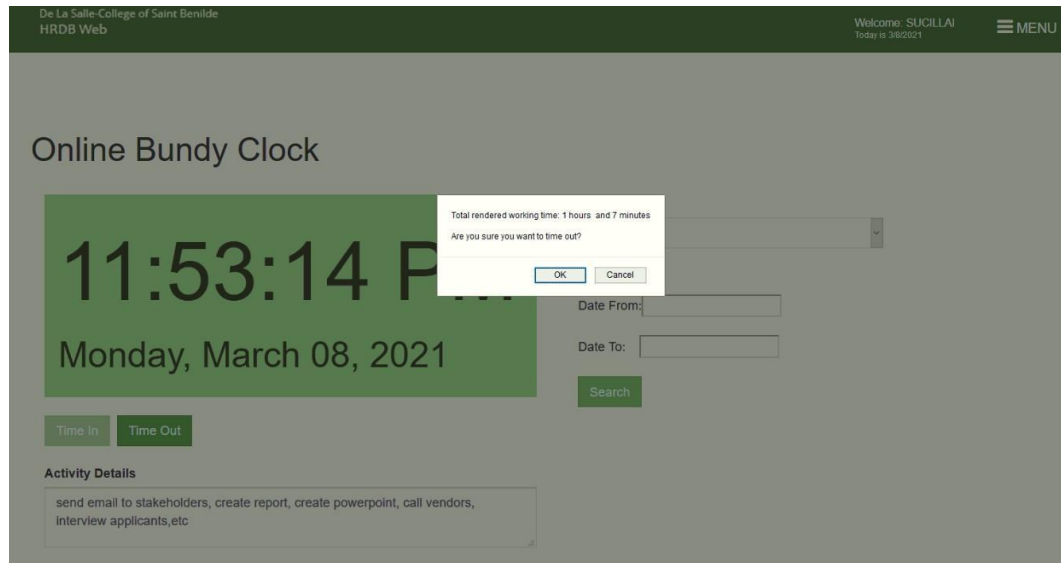 De La Salle-College of Saint Benilde
HRDB Web
Welcome: SUCILLAI
Today is 3/8/2021
MENU
Online Bundy Clock
11:53:14 PM
Monday, March 08, 2021
Total rendered working time: 1 hours and 7 minutes
Are you sure you want to time out?
OK Cancel
Date From:
Date To:
Search
Time In Time Out
Activity Details
send email to stakeholders, create report, create powerpoint, call vendors,
interview applicants,etc